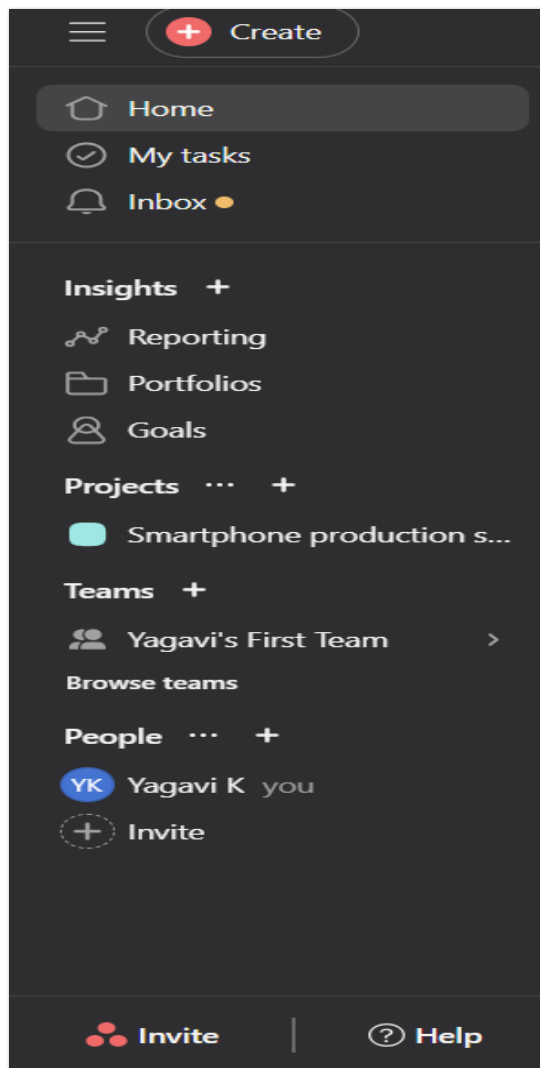 Create
Home
My tasks
Inbox
Insights +
Reporting
Portfolios
Goals
Projects ... +
Smartphone production s...
Teams +
Yagavi's First Team >
Browse teams
People ... +
YK Yagavi K you
+ Invite
Invite | ? Help